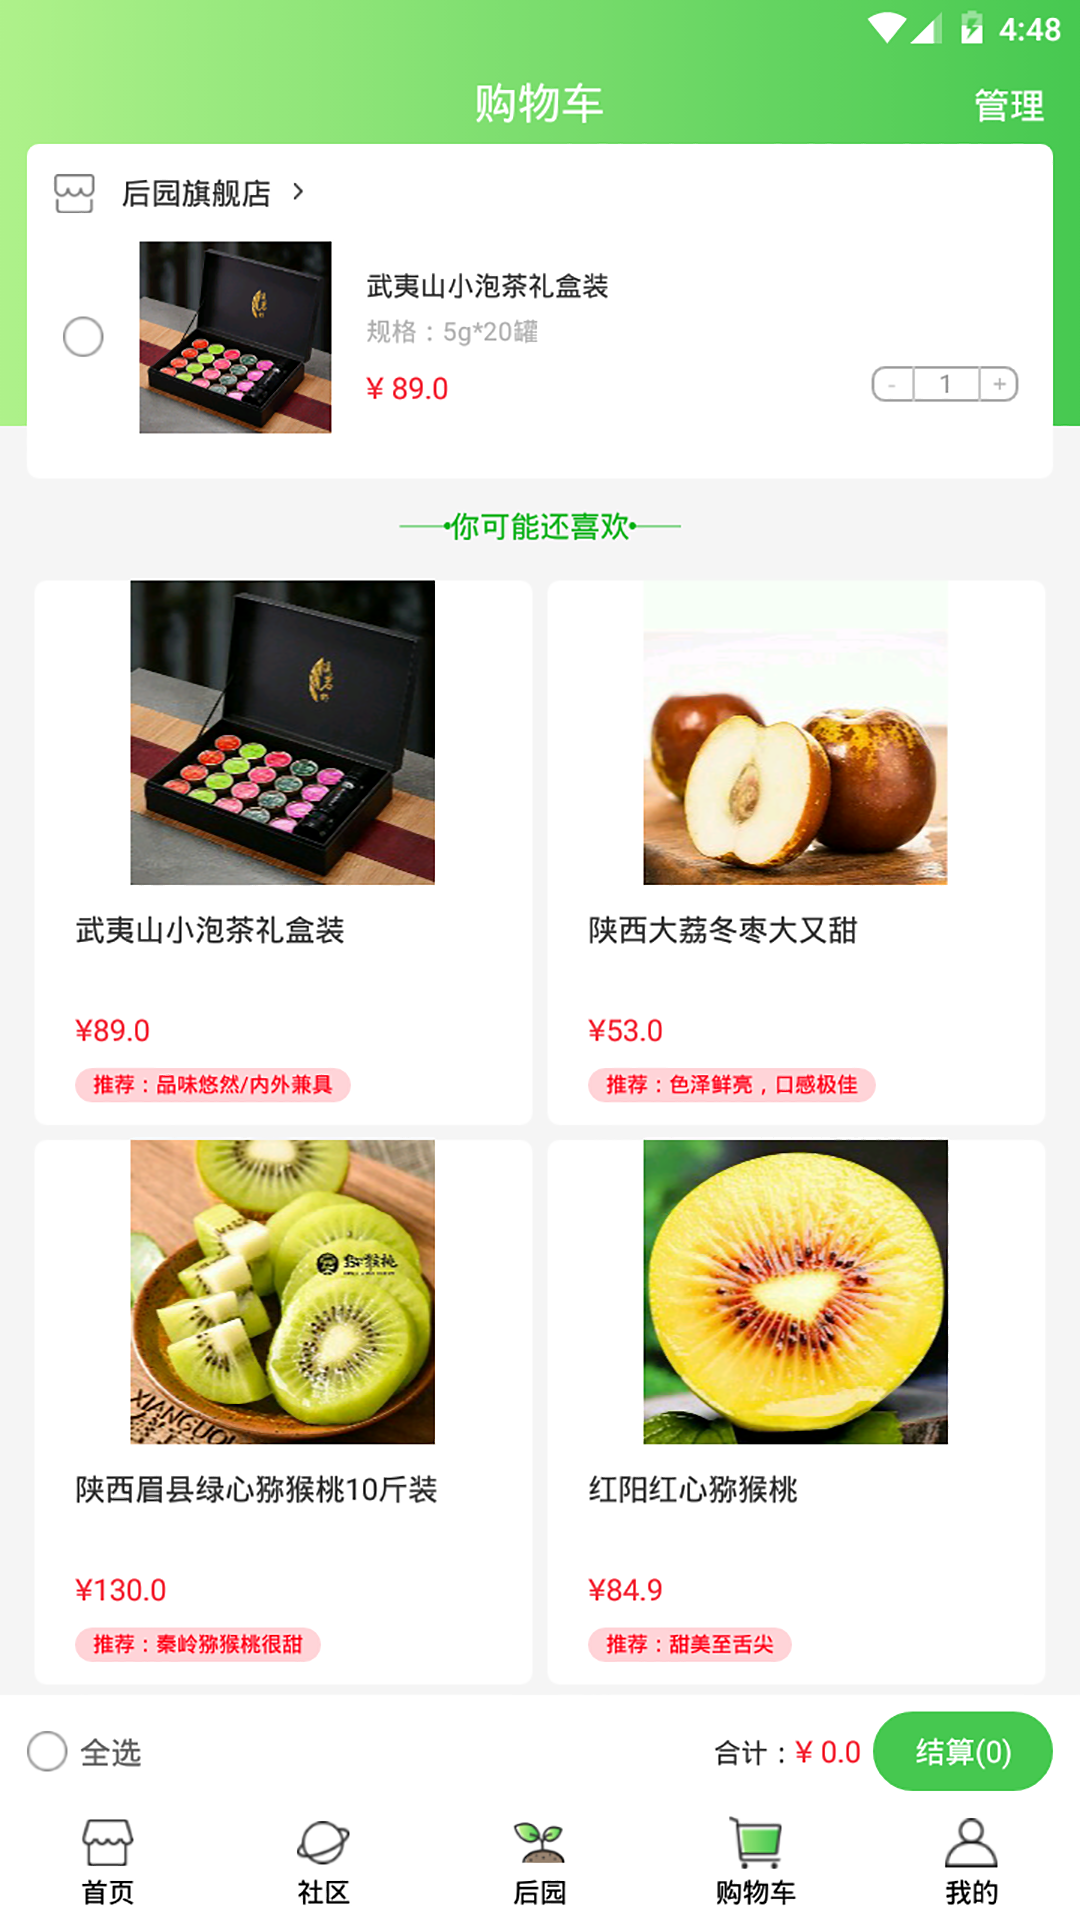 4:48
购物车
管理
后园旗舰店
武夷山小泡茶礼盒装
规格：5g*20罐
¥ 89.0
- 1 +
你可能还喜欢
武夷山小泡茶礼盒装
¥89.0
推荐：品味悠然/内外兼具
陕西大荔冬枣大又甜
¥53.0
推荐：色泽鲜亮，口感极佳
猕猴桃
XIANGUO
陕西眉县绿心猕猴桃10斤装
¥130.0
推荐：秦岭猕猴桃很甜
红阳红心猕猴桃
¥84.9
推荐：甜美至舌尖
全选
合计：¥ 0.0
结算(0)
首页
社区
后园
购物车
我的